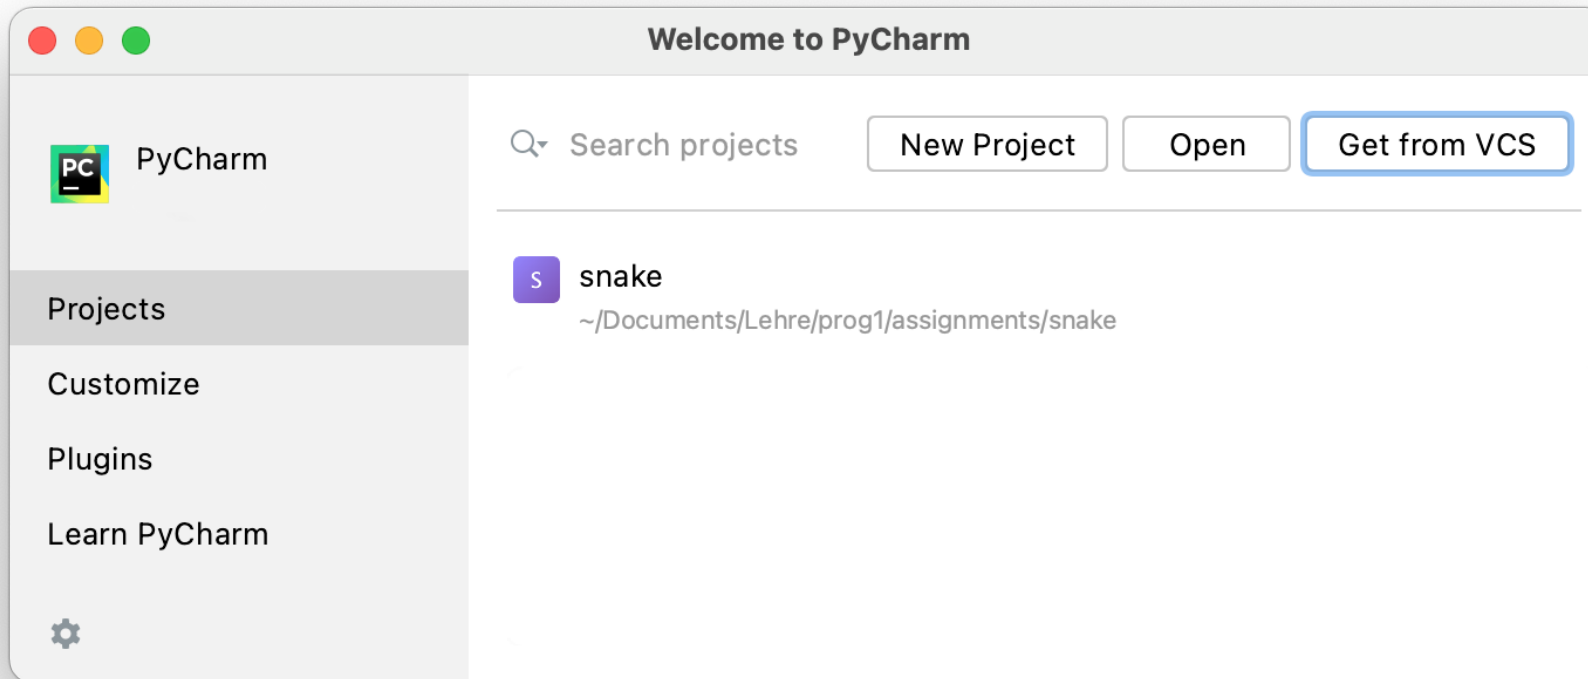 Welcome to PyCharm
PC
PyCharm
Search projects
New Project
Open
Get from VCS
Projects
Customize
Plugins
Learn PyCharm
S
snake
~/Documents/Lehre/prog1/assignments/snake